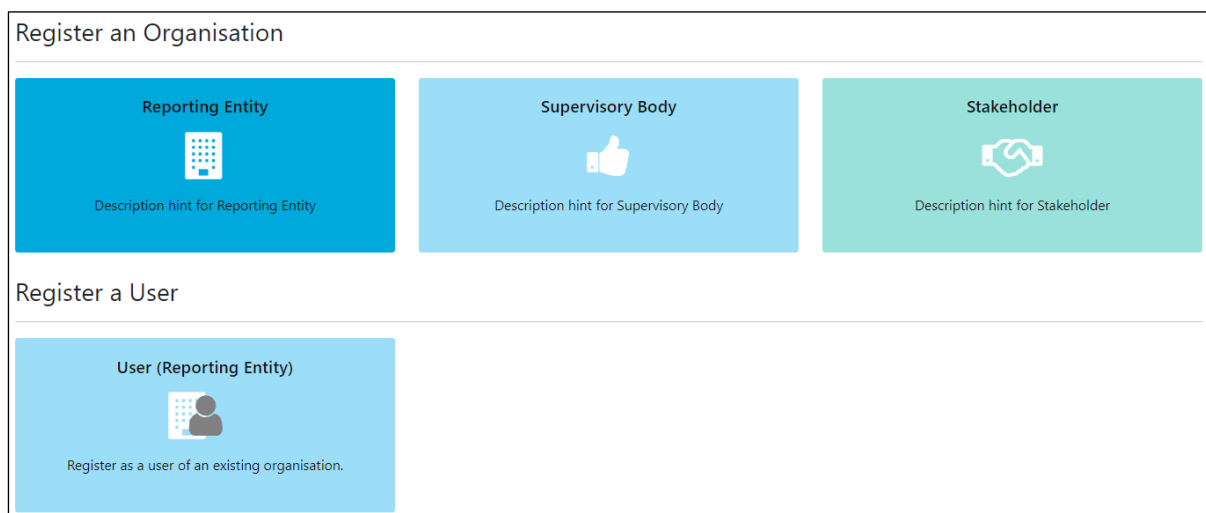 Register an Organisation
Reporting Entity
Supervisory Body
Stakeholder
Description hint for Reporting Entity
Description hint for Supervisory Body
Description hint for Stakeholder
Register a User
User (Reporting Entity)
Register as a user of an existing organisation.